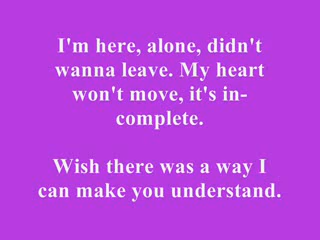 I'm here, alone, didn't
wanna leave. My heart
won't move, it's in-
complete.
Wish there was a way I
can make you understand.